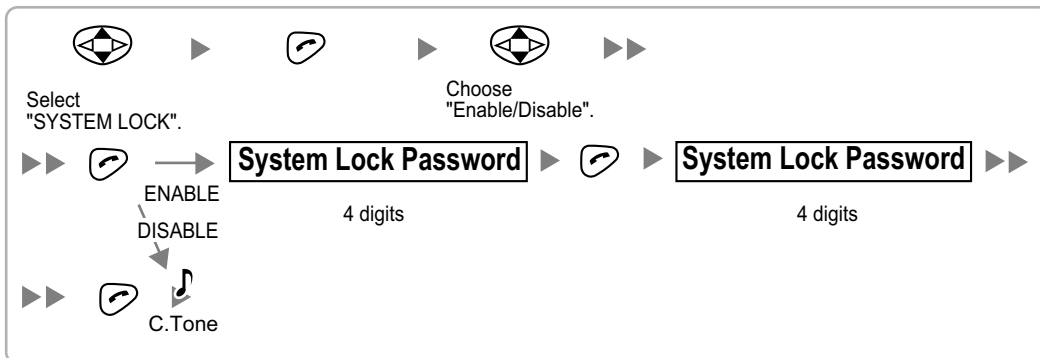 Select
"SYSTEM LOCK".
Choose
"Enable/Disable".
System Lock Password
System Lock Password
ENABLE
4 digits
4 digits
DISABLE
C.Tone